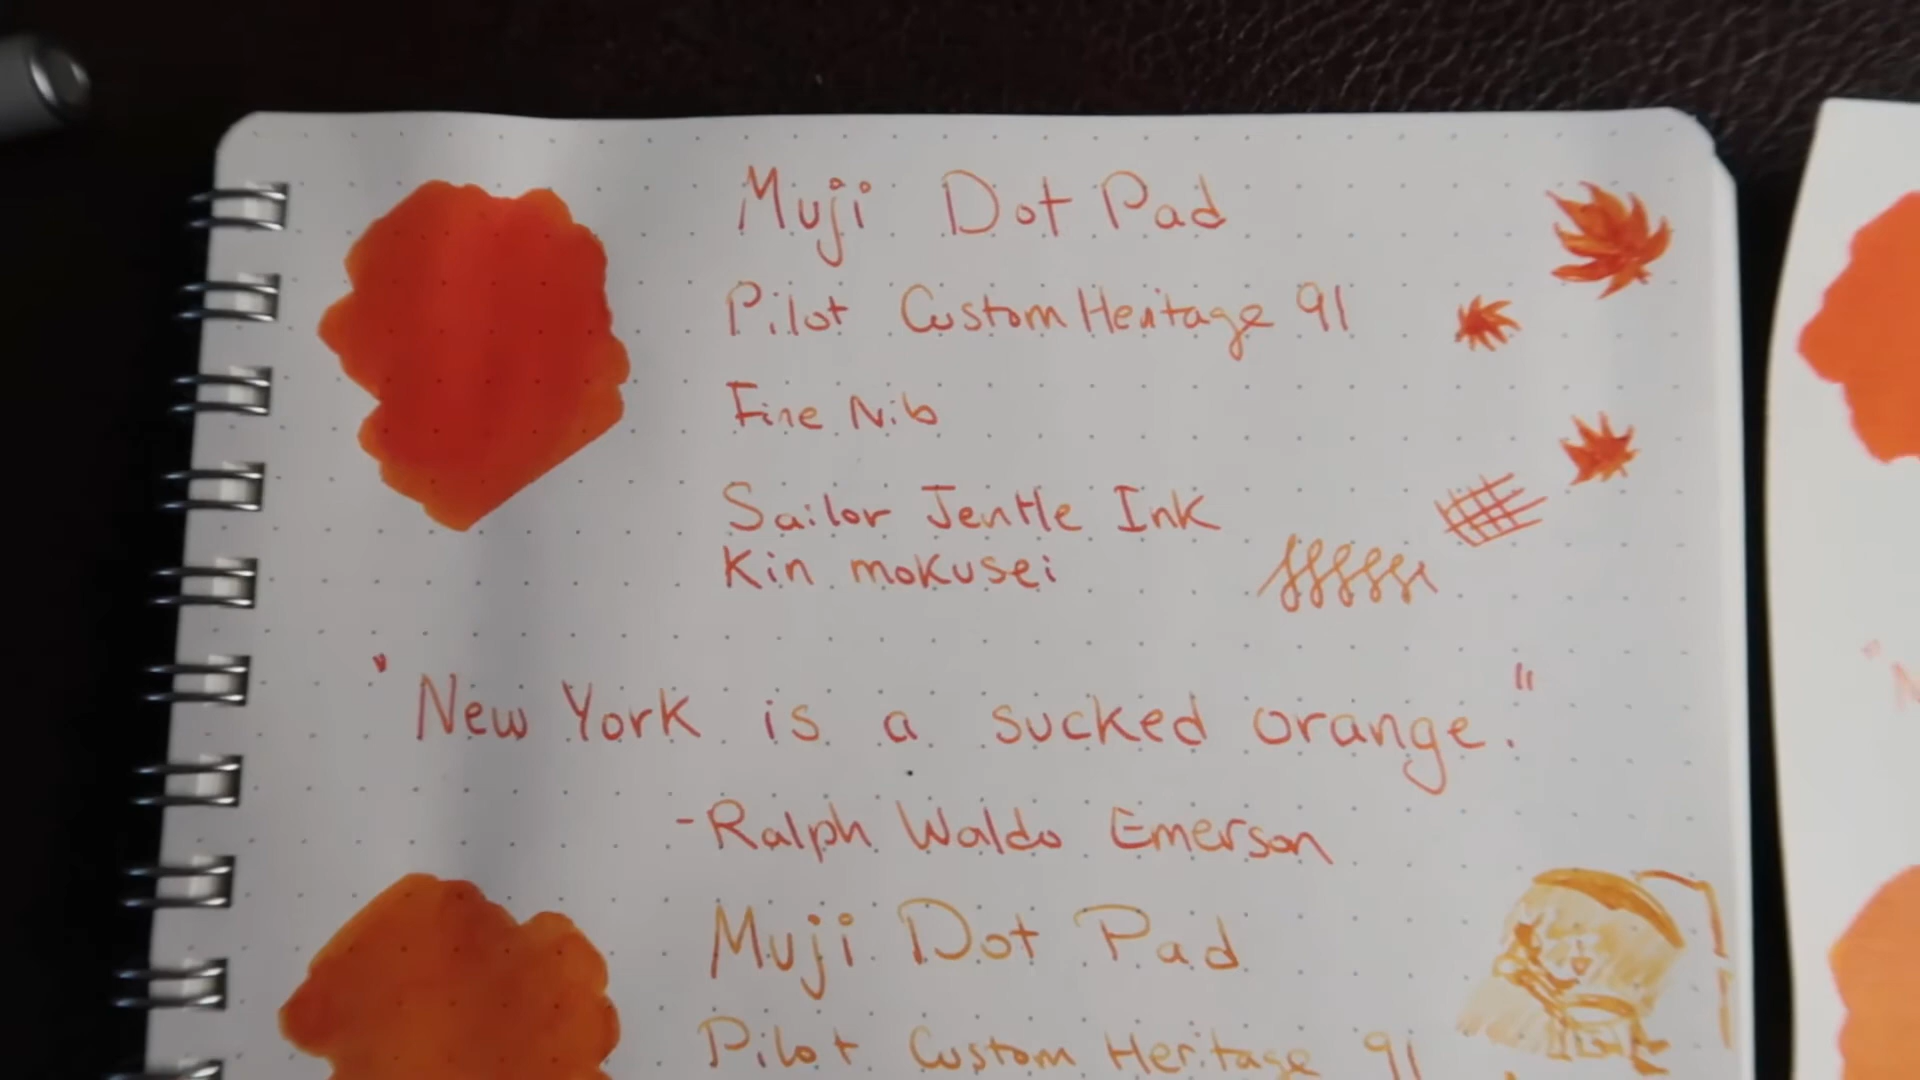 Muji Dot Pad
Pilot Custom Heritage 91
Fine Nib
Sailor Jentle Ink
Kin mokusei
"New York is a sucked orange."
-Ralph Waldo Emerson
Muji Dot Pad
Pilot Custom Heritage 91